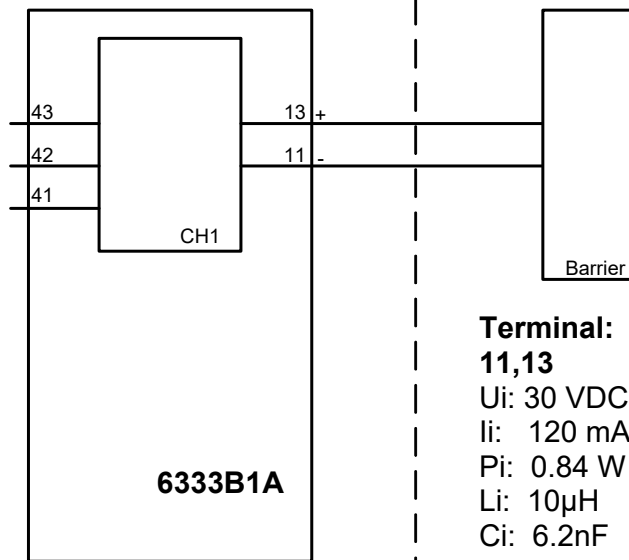 43
13 +
42
11 -
41
CH1
Barrier
Terminal:
11,13
Ui: 30 VDC
Ii: 120 mA
Pi: 0.84 W
Li: 10µH
Ci: 6.2nF
6333B1A